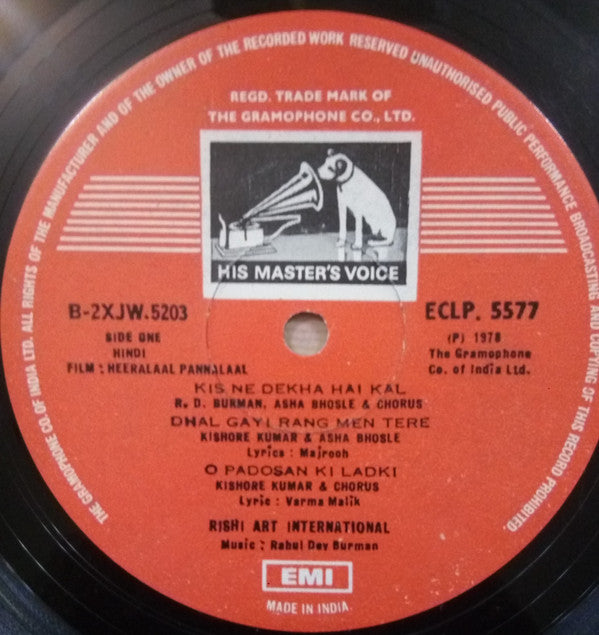 THE GRAMOPHONE CO. OF INDIA LTD. ALL RIGHTS OF THE MANUFACTURER AND OF THE OWNER OF THE RECORDED WORK RESERVED UNAUTHORISED PUBLIC PERFORMANCE BROADCASTING AND COPYING OF THIS RECORD PROHIBITED.
REGD. TRADE MARK OF
THE GRAMOPHONE CO., LTD.
HIS MASTER'S VOICE
B-2XJW.5203
ECLP. 5577
SIDE ONE
(P) 1978
HINDI
The Gramophone
FILM : HEERALAAL PANNALAAL
Co. of India Ltd.
KIS NE DEKHA HAI KAL
R. D. BURMAN, ASHA BHOSLE & CHORUS
DHAL GAYI RANG MEN TERE
KISHORE KUMAR & ASHA BHOSLE
Lyrics : Majrooh
O PADOSAN KI LADKI
KISHORE KUMAR & CHORUS
Lyric : Varma Malik
RISHI ART INTERNATIONAL
Music : Rahul Dev Burman
EMI
MADE IN INDIA.